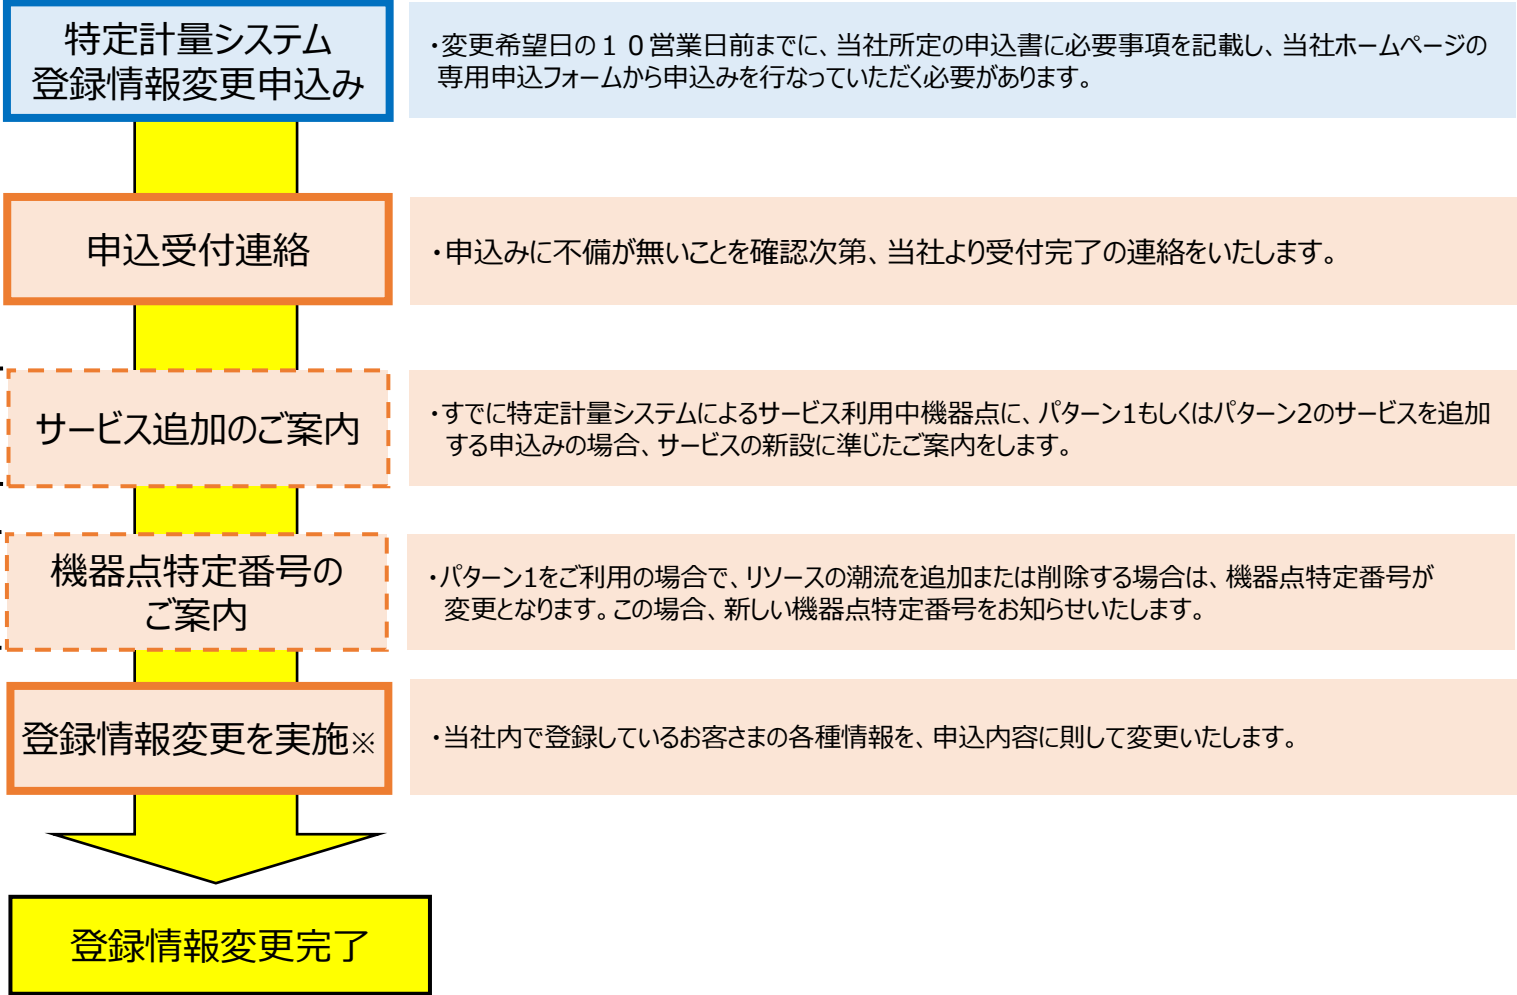 特定計量システム
登録情報変更申込み
・変更希望日の１０営業日前までに、当社所定の申込書に必要事項を記載し、当社ホームページの
専用申込フォームから申込みを行なっていただく必要があります。
申込受付連絡
・申込みに不備が無いことを確認次第、当社より受付完了の連絡をいたします。
サービス追加のご案内
・すでに特定計量システムによるサービス利用中機器点に、パターン1もしくはパターン2のサービスを追加
する申込みの場合、サービスの新設に準じたご案内をします。
機器点特定番号の
ご案内
・パターン1をご利用の場合で、リソースの潮流を追加または削除する場合は、機器点特定番号が
変更となります。この場合、新しい機器点特定番号をお知らせいたします。
登録情報変更を実施※
・当社内で登録しているお客さまの各種情報を、申込内容に則して変更いたします。
登録情報変更完了